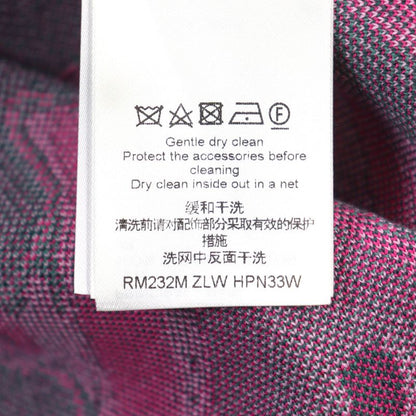 F
Gentle dry clean
Protect the accessories before
cleaning
Dry clean inside out in a net
缓和干洗
清洗前请对配饰部分采取有效的保护
措施
洗网中反面干洗
RM232M ZLW HPN33W